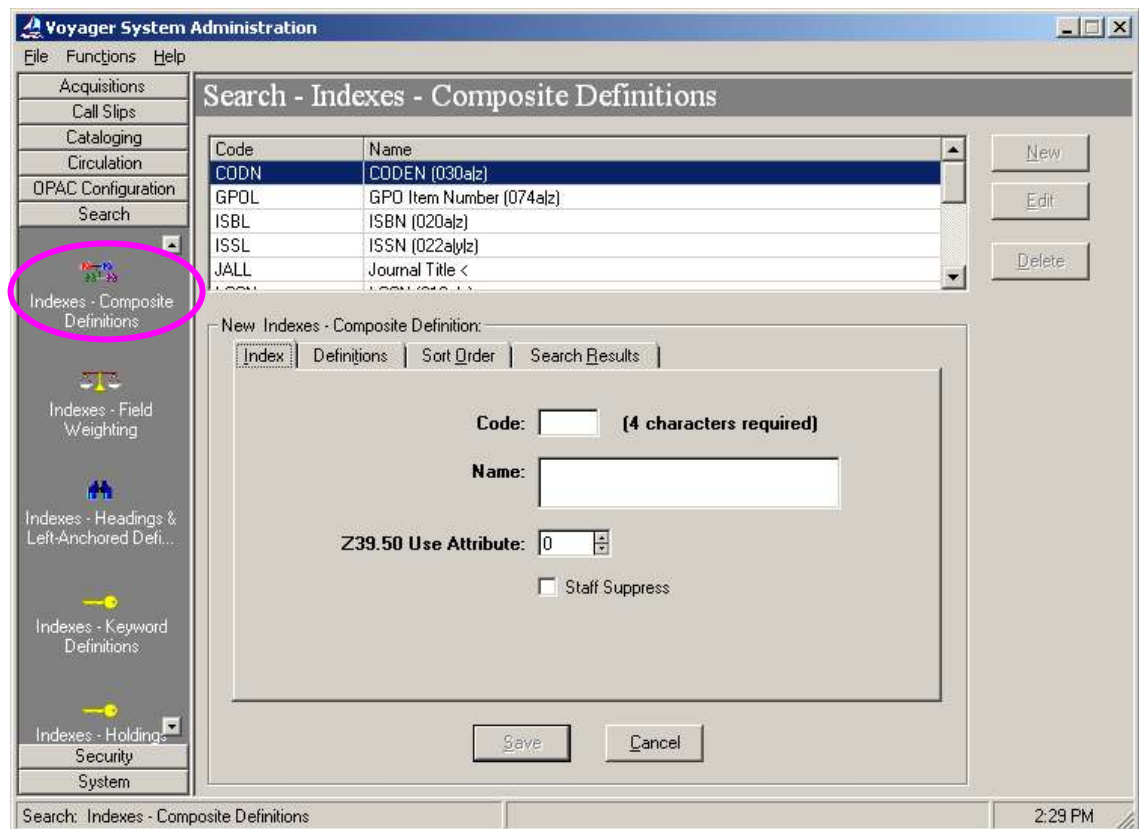 Voyager System Administration
File Functions Help
Acquisitions
Call Slips
Cataloging
Circulation
OPAC Configuration
Search
Indexes - Composite
Definitions
Indexes - Field
Weighting
Indexes - Headings &
Left-Anchored Defi...
Indexes - Keyword
Definitions
Indexes - Holdings
Security
System
Search - Indexes - Composite Definitions
Code Name
CODN CODEN (030a|z)
GPOL GPO Item Number (074a|z)
ISBL ISBN (020a|z)
ISSL ISSN (022a|y|z)
JALL Journal Title <
New
Edit
Delete
New Indexes - Composite Definition:
Index Definitions Sort Order Search Results
Code: (4 characters required)
Name:
Z39.50 Use Attribute: 0
Staff Suppress
Save Cancel
Search: Indexes - Composite Definitions 2:29 PM